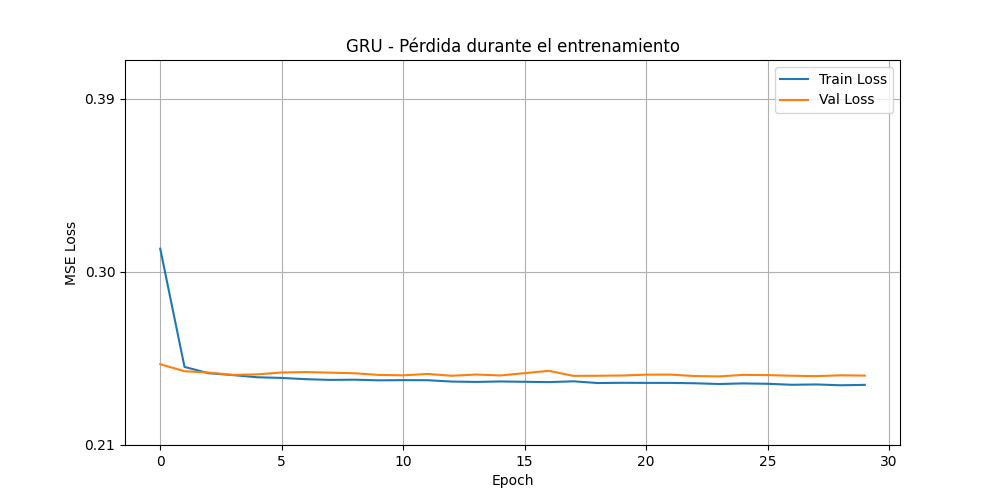 GRU - Pérdida durante el entrenamiento
Train Loss
Val Loss
0.39
0.30
0.21
MSE Loss
0 5 10 15 20 25 30
Epoch